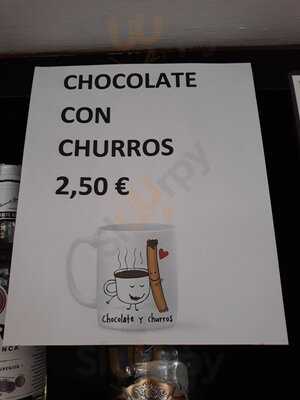 CHOCOLATE
CON
CHURROS
2,50 €
chocolate y churros